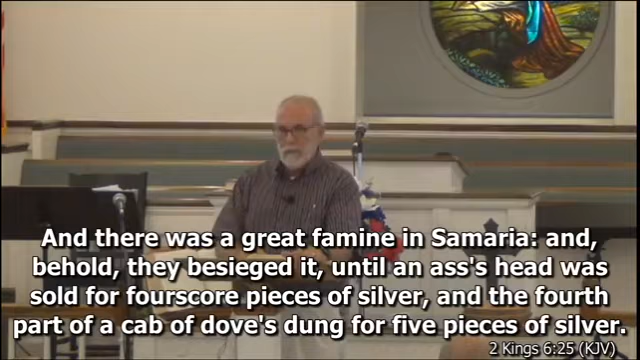 And there was a great famine in Samaria: and,
behold, they besieged it, until an ass's head was
sold for fourscore pieces of silver, and the fourth
part of a cab of dove's dung for five pieces of silver.
2 Kings 6:25 (KJV)